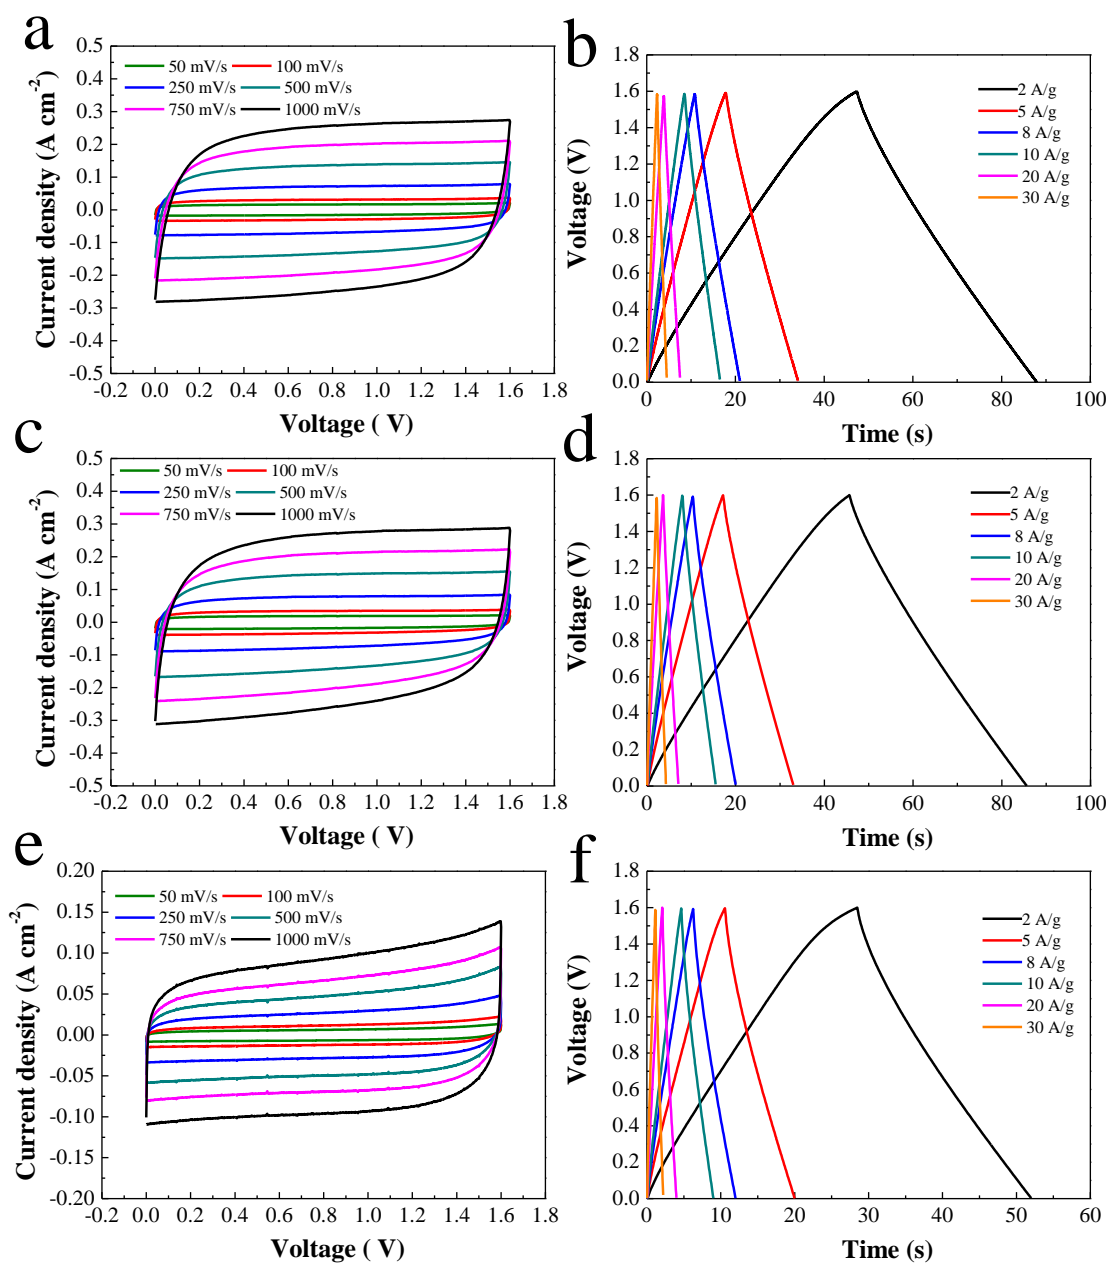 a
0.5
0.4
0.3
0.2
0.1
0.0
-0.1
-0.2
-0.3
-0.4
-0.5
-0.2 0.0 0.2 0.4 0.6 0.8 1.0 1.2 1.4 1.6 1.8
Current density (A cm-2)
Voltage ( V)
50 mV/s 100 mV/s
250 mV/s 500 mV/s
750 mV/s 1000 mV/s
b
1.8
1.6
1.4
1.2
1.0
0.8
0.6
0.4
0.2
0.0
0 20 40 60 80 100
Voltage (V)
Time (s)
2 A/g
5 A/g
8 A/g
10 A/g
20 A/g
30 A/g
c
0.5
0.4
0.3
0.2
0.1
0.0
-0.1
-0.2
-0.3
-0.4
-0.5
-0.2 0.0 0.2 0.4 0.6 0.8 1.0 1.2 1.4 1.6 1.8
Current density (A cm-2)
Voltage ( V)
50 mV/s 100 mV/s
250 mV/s 500 mV/s
750 mV/s 1000 mV/s
d
1.8
1.6
1.4
1.2
1.0
0.8
0.6
0.4
0.2
0.0
0 20 40 60 80 100
Voltage (V)
Time (s)
2 A/g
5 A/g
8 A/g
10 A/g
20 A/g
30 A/g
e
0.20
0.15
0.10
0.05
0.00
-0.05
-0.10
-0.15
-0.20
-0.2 0.0 0.2 0.4 0.6 0.8 1.0 1.2 1.4 1.6 1.8
Current density (A cm-2)
Voltage ( V)
50 mV/s 100 mV/s
250 mV/s 500 mV/s
750 mV/s 1000 mV/s
f
1.8
1.6
1.4
1.2
1.0
0.8
0.6
0.4
0.2
0.0
0 10 20 30 40 50 60
Voltage (V)
Time (s)
2 A/g
5 A/g
8 A/g
10 A/g
20 A/g
30 A/g